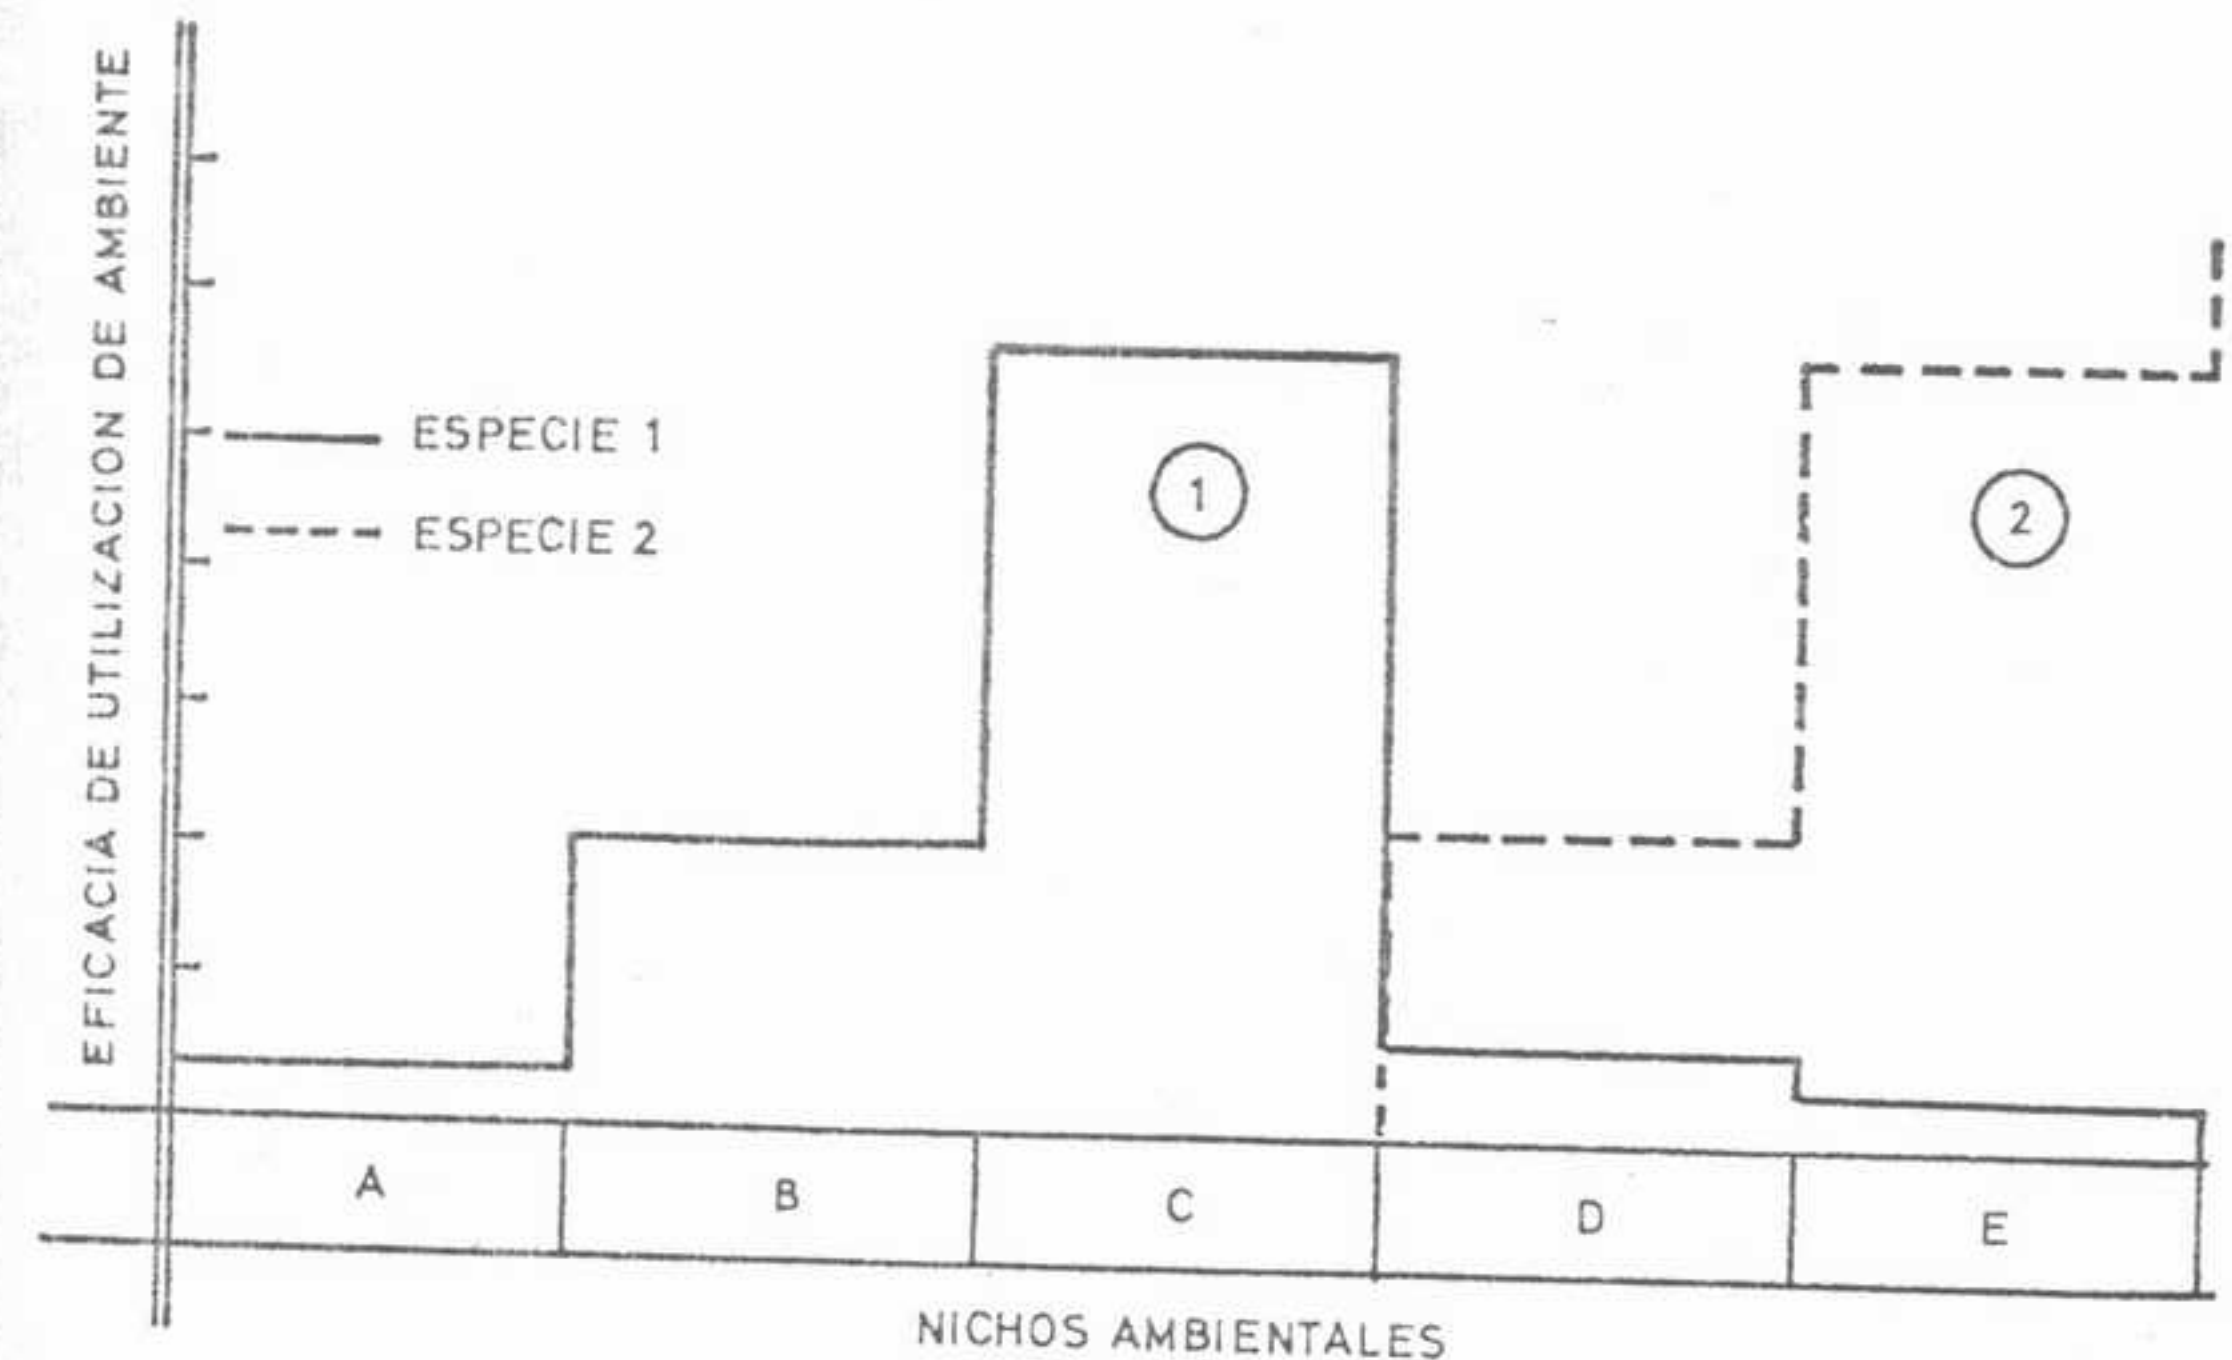 EFICACIA DE UTILIZACION DE AMBIENTE
ESPECIE 1
ESPECIE 2
1
2
A
B
C
D
E
NICHOS AMBIENTALES